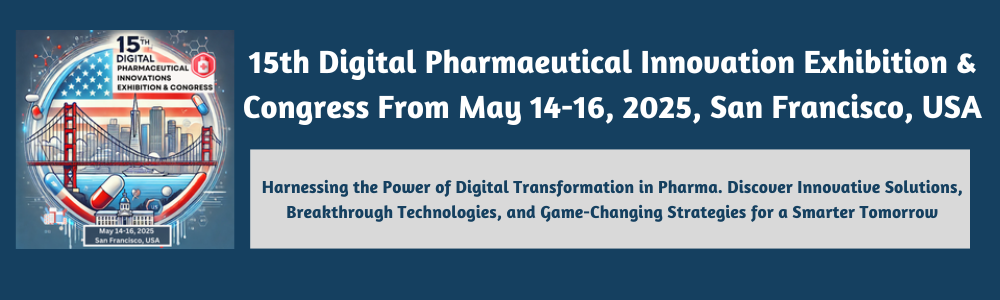 15TH
DIGITAL
PHARMACEUTICAL
INNOVATIONS
EXHIBITION & CONGRESS
May 14-16, 2025
San Francisco, USA
15th Digital Pharmaeutical Innovation Exhibition &
Congress From May 14-16, 2025, San Francisco, USA
Harnessing the Power of Digital Transformation in Pharma. Discover Innovative Solutions,
Breakthrough Technologies, and Game-Changing Strategies for a Smarter Tomorrow